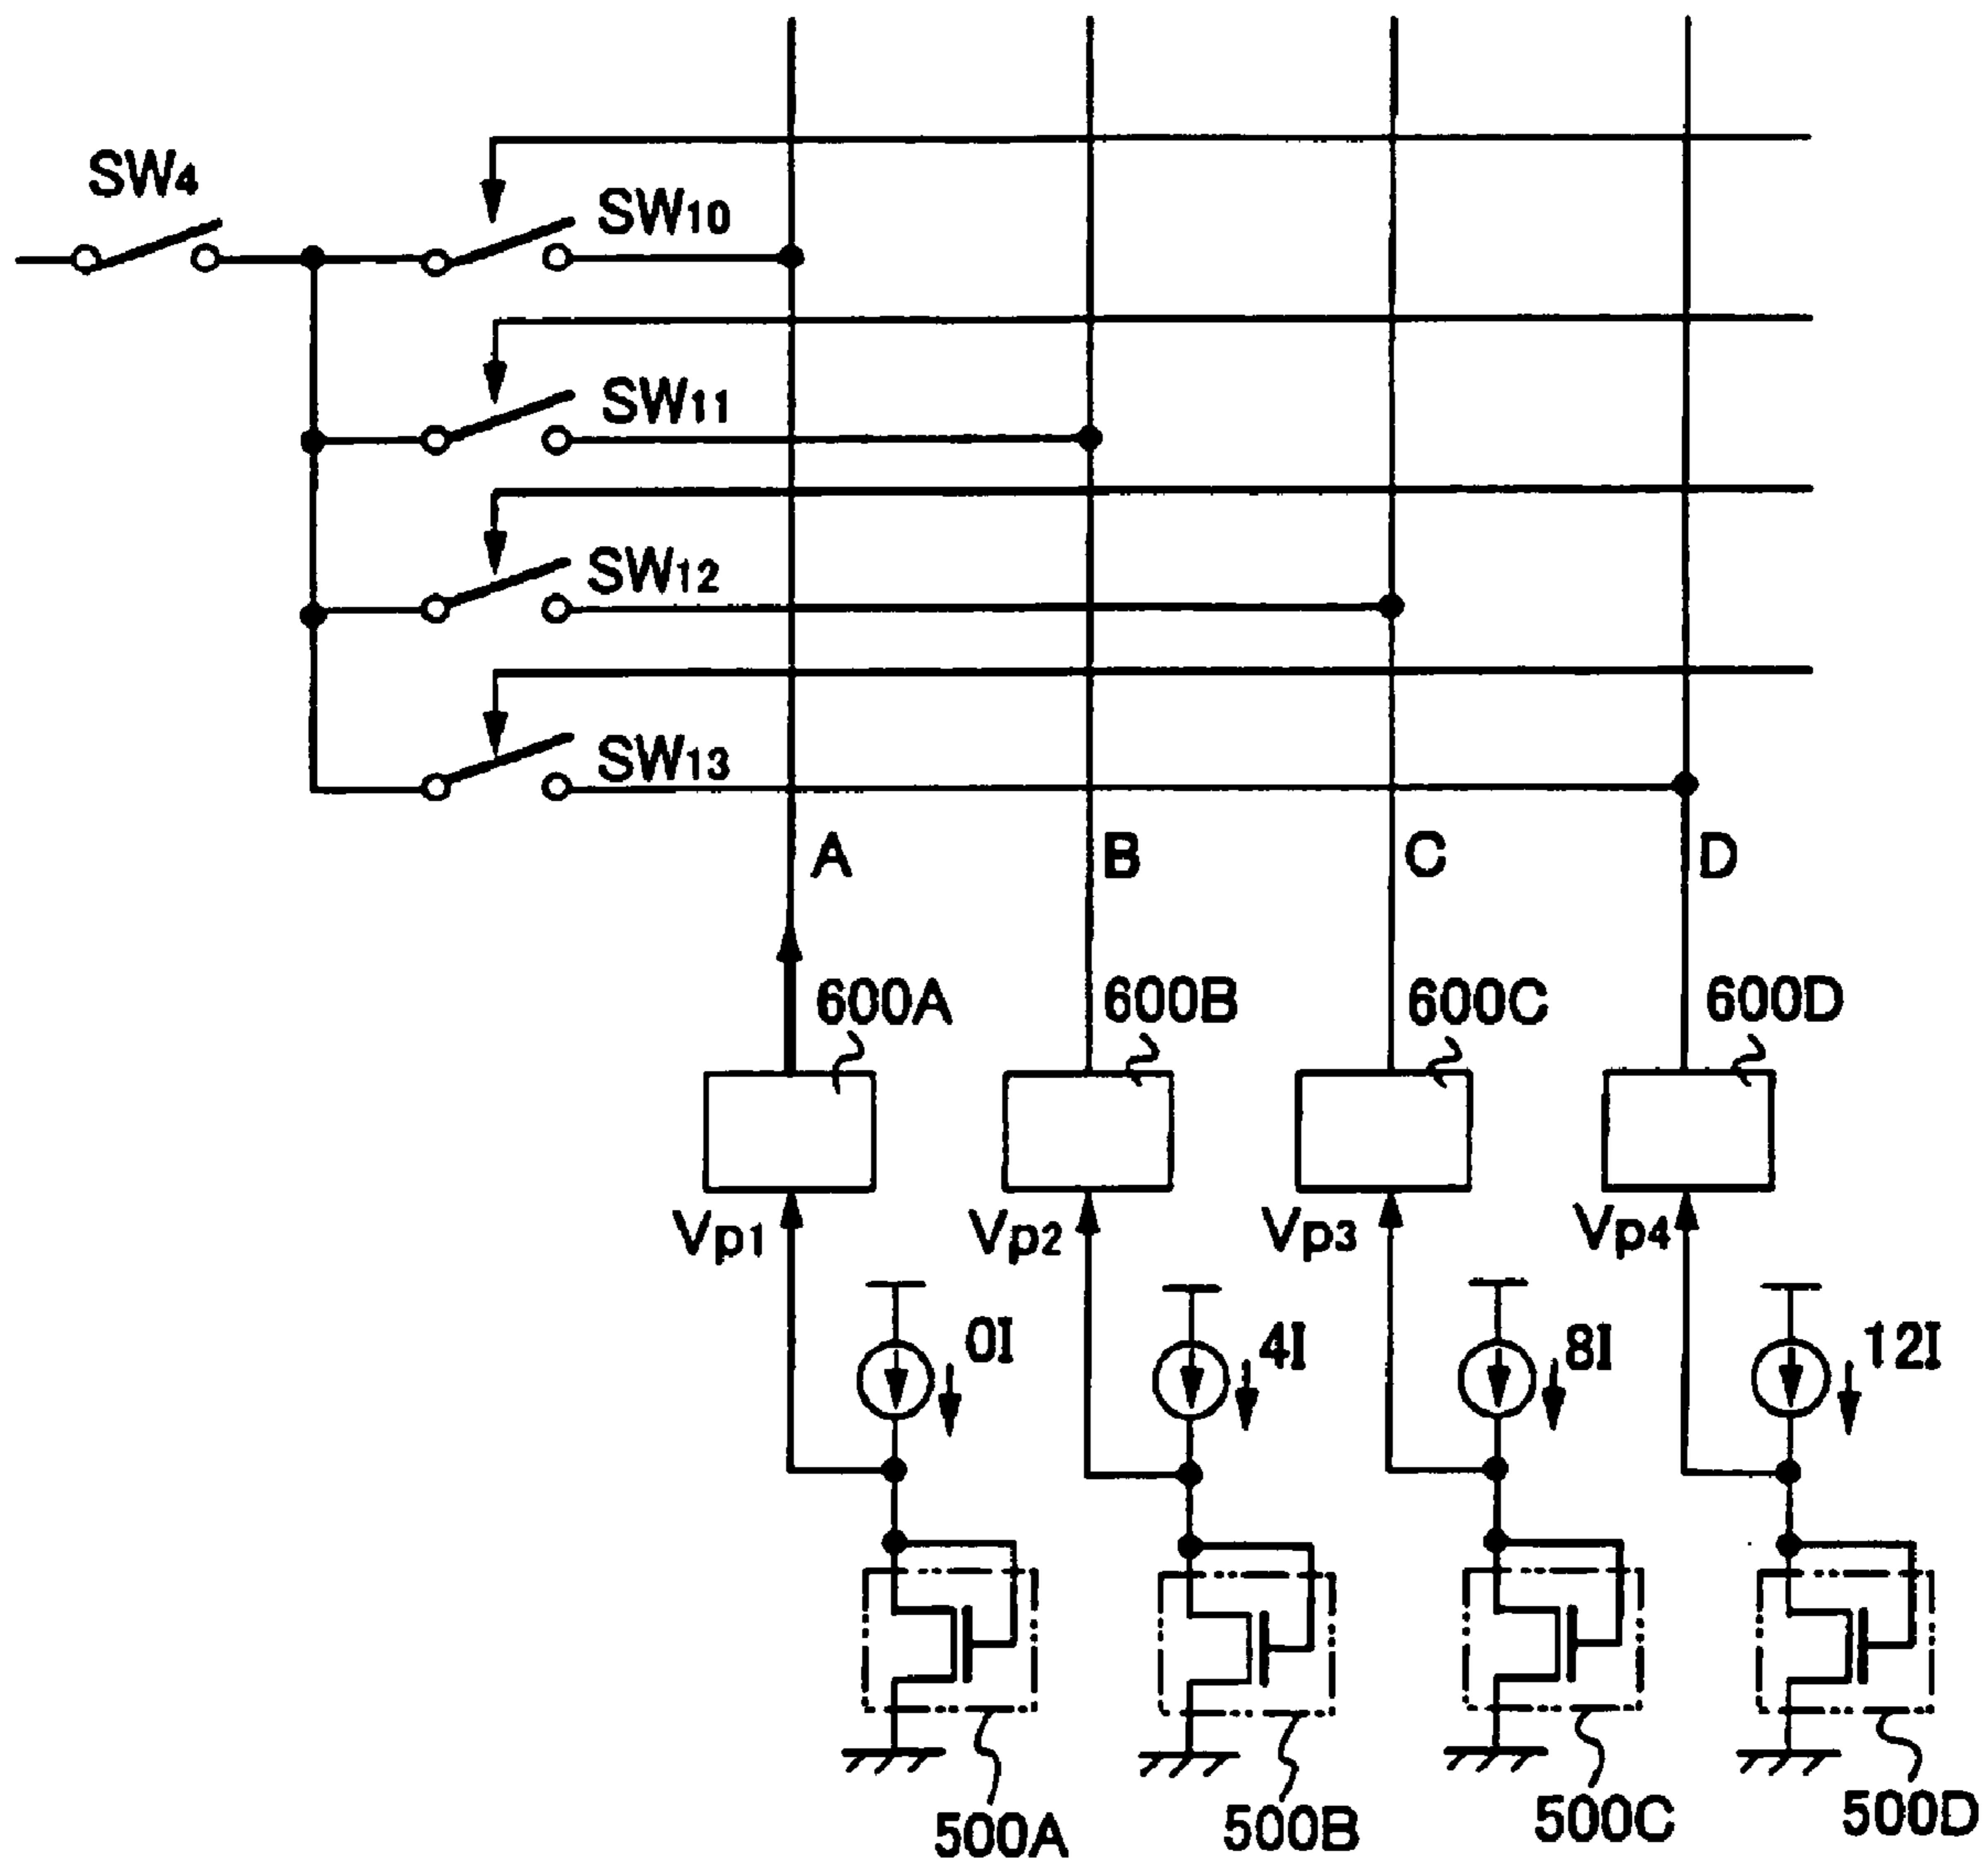 SW4
SW10
SW11
SW12
SW13
A B C D
600A 600B 600C 600D
Vp1 Vp2 Vp3 Vp4
0I 4I 8I 12I
500A 500B 500C 500D